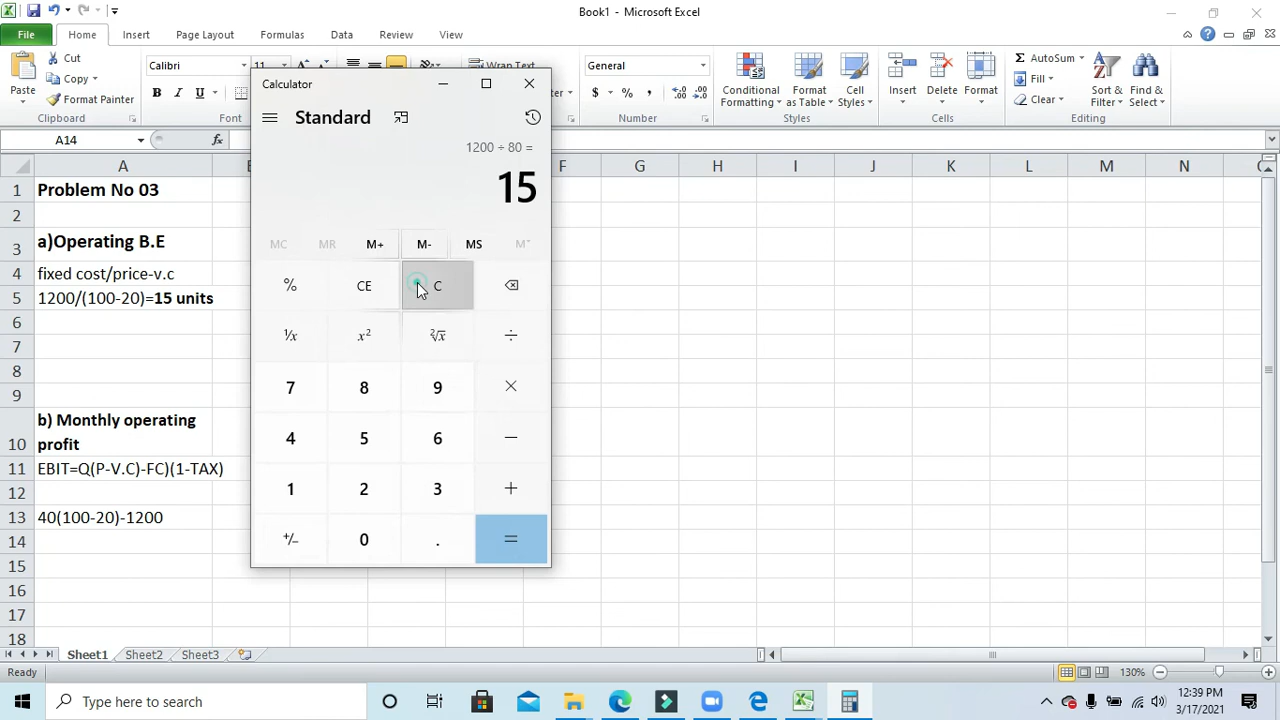 Book1 - Microsoft Excel
File Home Insert Page Layout Formulas Data Review View
Paste
Cut
Copy
Format Painter
Clipboard
Calibri 11
B I U
Font
Wrap Text
General
$ % ,
Number
Conditional Formatting
Format as Table
Cell Styles
Styles
Insert Delete Format
Cells
AutoSum
Fill
Clear
Sort & Filter
Find & Select
Editing
A14 fx
A F G H I J K L M N
1 Problem No 03
2
3 a)Operating B.E
4 fixed cost/price-v.c
5 1200/(100-20)=15 units
6
7
8
9
10 b) Monthly operating
profit
11 EBIT=Q(P-V.C)-FC)(1-TAX)
12
13 40(100-20)-1200
14
15
16
17
18
Calculator
Standard
1200 ÷ 80 =
15
MC MR M+ M- MS M˅
% CE C
⅟x x² ²√x ÷
7 8 9 ×
4 5 6 −
1 2 3 +
+/− 0 . =
Sheet1 Sheet2 Sheet3
Ready 130%
Type here to search
12:39 PM
3/17/2021